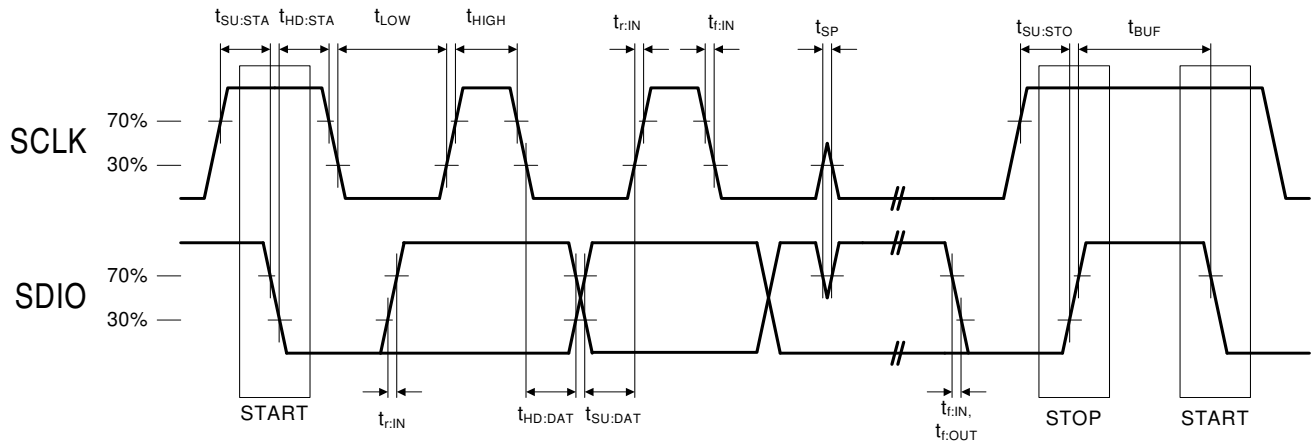 tSU:STA tHD:STA tLOW tHIGH tr:IN tf:IN tSP tSU:STO tBUF
SCLK
70%
30%
SDIO
70%
30%
START
tr:IN
tHD:DAT tSU:DAT
tf:IN,
tf:OUT
STOP
START